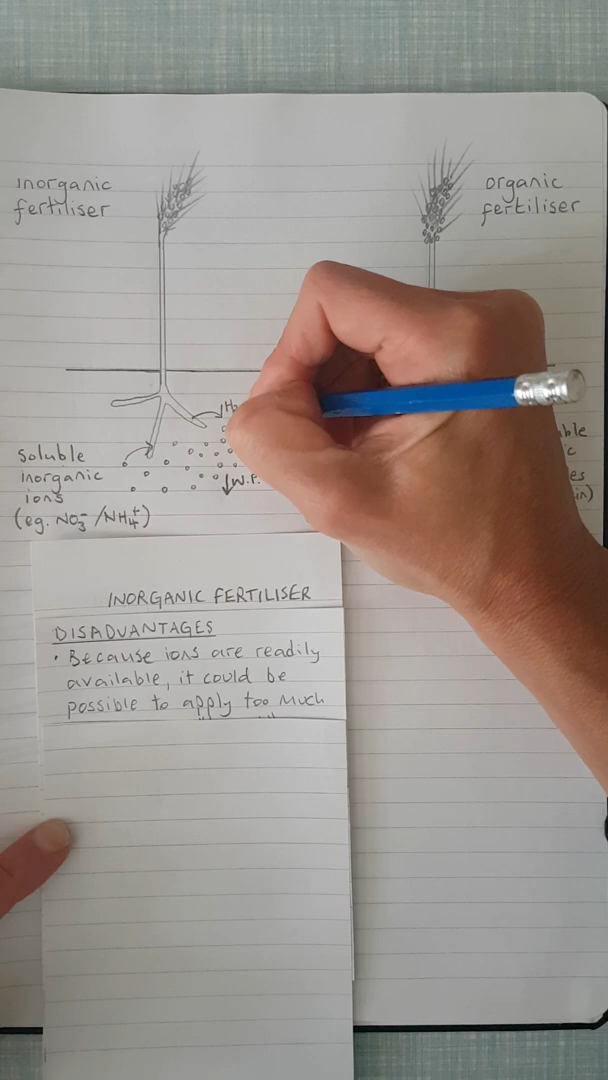 inorganic
fertiliser
organic
fertiliser
soluble
inorganic
ions
(eg. NO3⁻/NH4⁺)
↓W.P.
INORGANIC FERTILISER
DISADVANTAGES
• Because ions are readily
available, it could be
possible to apply too much